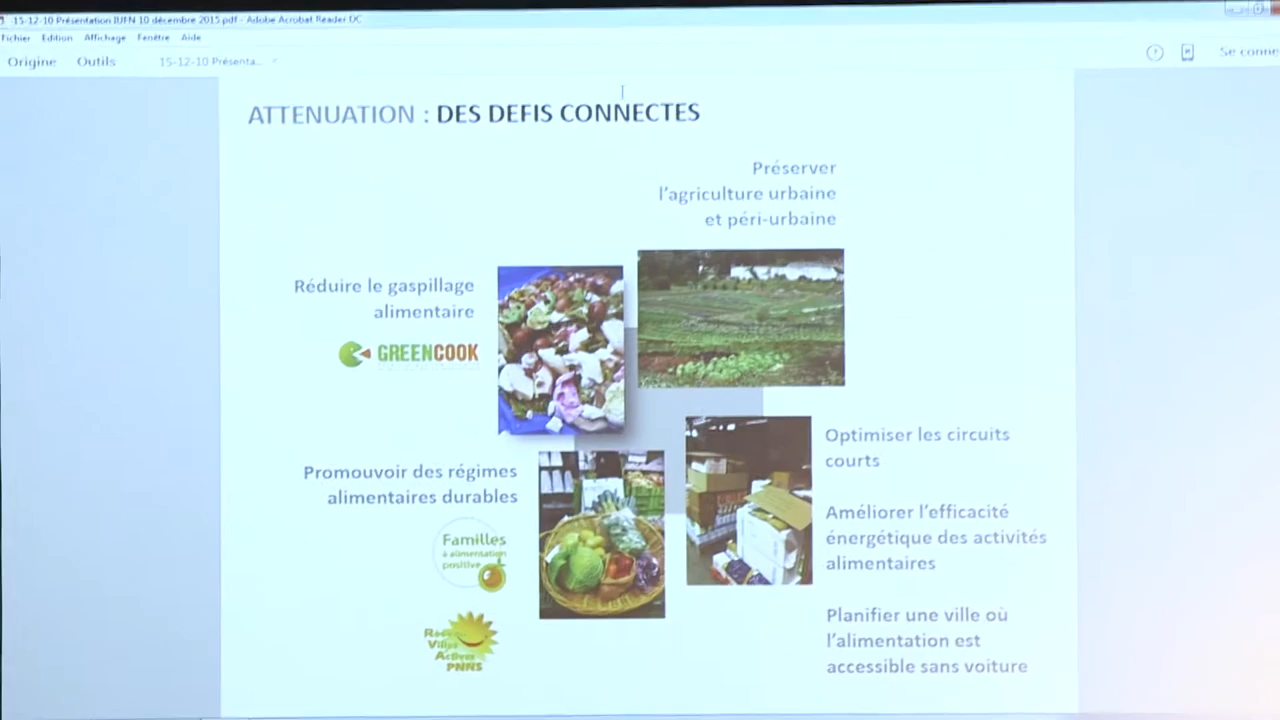 15-12-10 Présentation IUFN 10 décembre 2015.pdf - Adobe Acrobat Reader DC
Fichier Edition Affichage Fenêtre Aide
Origine Outils 15-12-10 Présenta... × Se conne
ATTENUATION : DES DEFIS CONNECTES
Préserver
l'agriculture urbaine
et péri-urbaine
Réduire le gaspillage
alimentaire
GREENCOOK
Promouvoir des régimes
alimentaires durables
Familles
à alimentation
positive
Villes
Actives
PNNS
Optimiser les circuits
courts
Améliorer l'efficacité
énergétique des activités
alimentaires
Planifier une ville où
l'alimentation est
accessible sans voiture